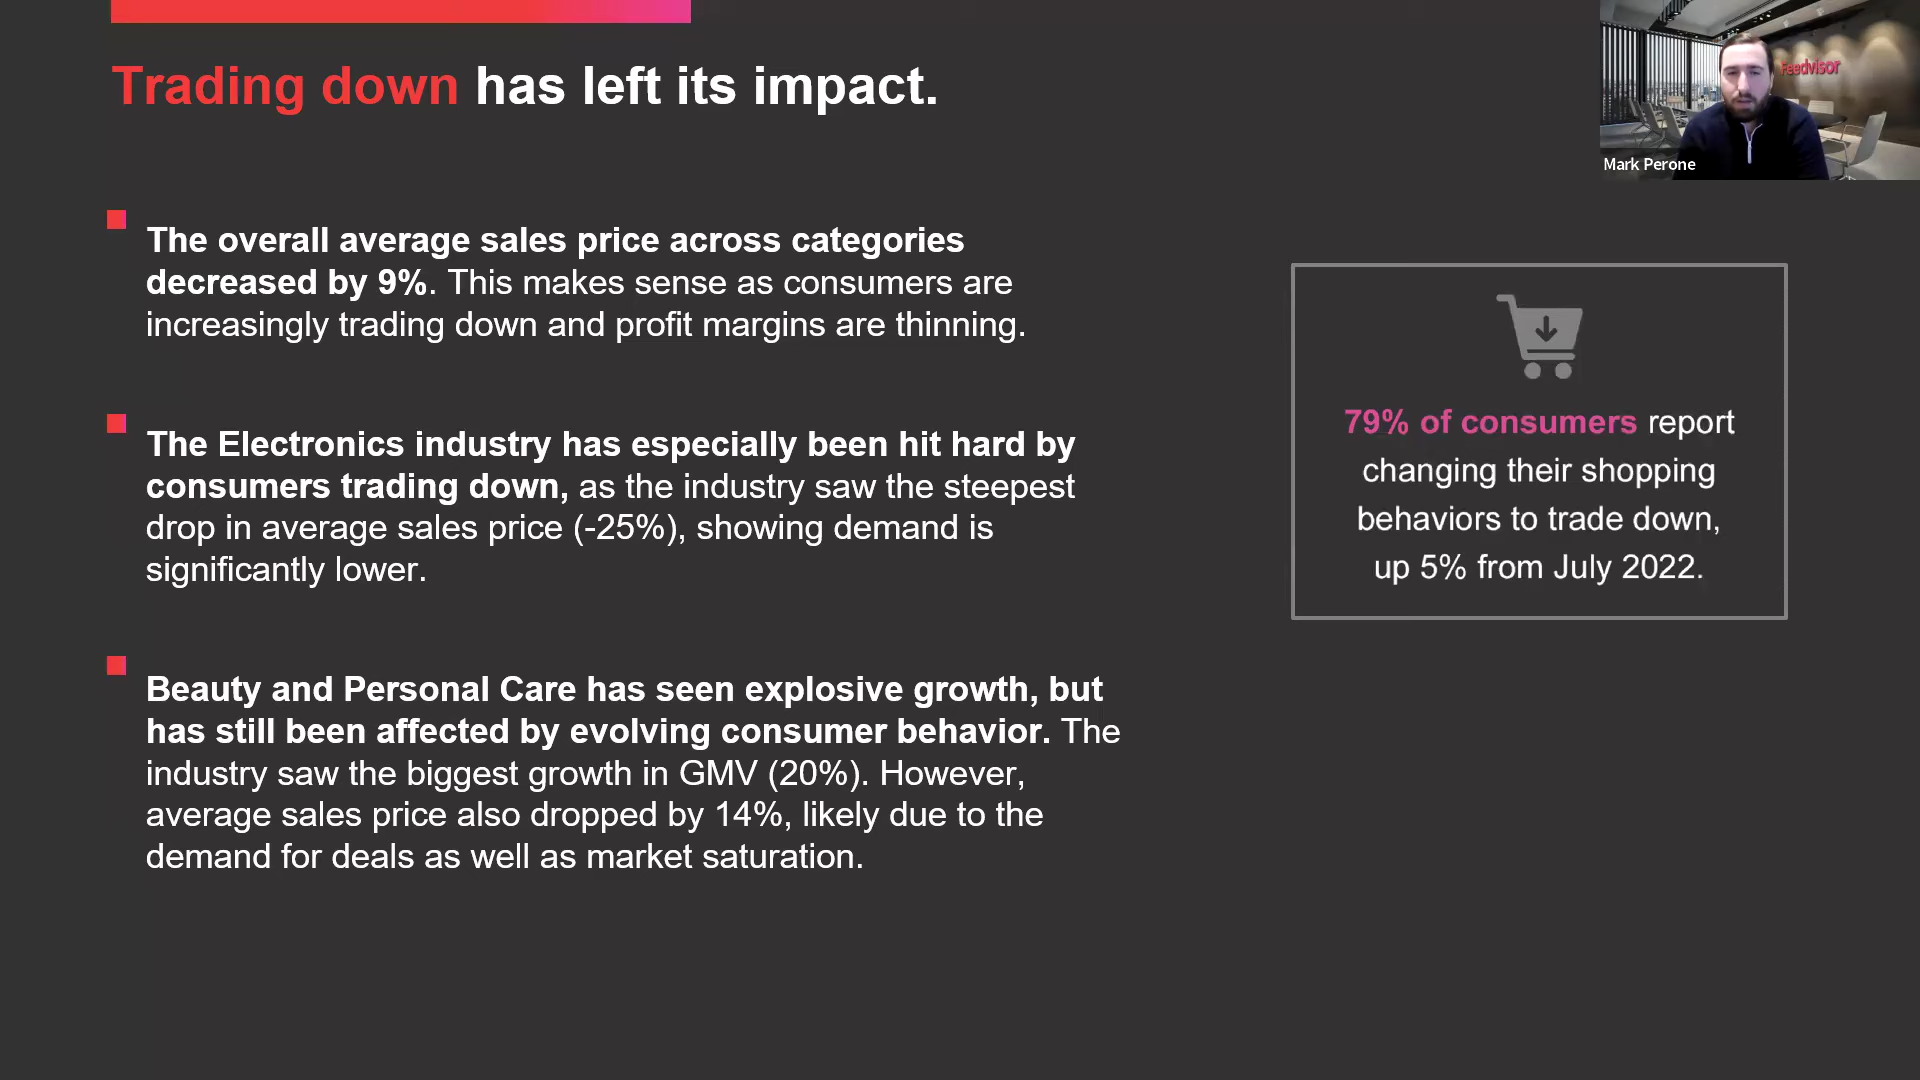 Trading down has left its impact.
Feedvisor
Mark Perone
The overall average sales price across categories
decreased by 9%. This makes sense as consumers are
increasingly trading down and profit margins are thinning.
The Electronics industry has especially been hit hard by
consumers trading down, as the industry saw the steepest
drop in average sales price (-25%), showing demand is
significantly lower.
Beauty and Personal Care has seen explosive growth, but
has still been affected by evolving consumer behavior. The
industry saw the biggest growth in GMV (20%). However,
average sales price also dropped by 14%, likely due to the
demand for deals as well as market saturation.
79% of consumers report
changing their shopping
behaviors to trade down,
up 5% from July 2022.